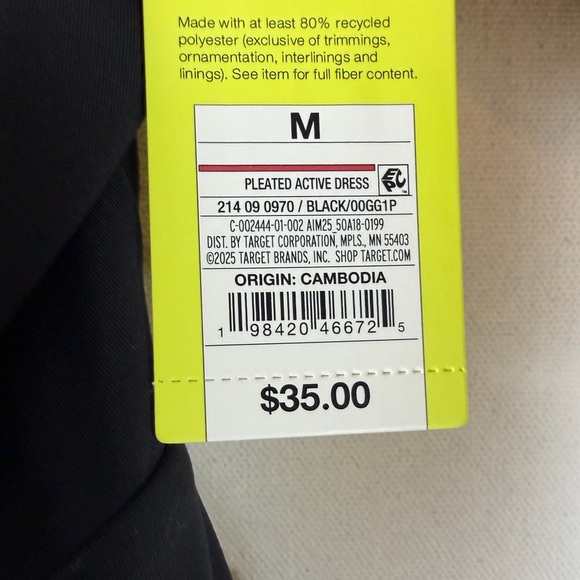 Made with at least 80% recycled
polyester (exclusive of trimmings,
ornamentation, interlinings and
linings). See item for full fiber content.
M
PLEATED ACTIVE DRESS EPC™
214 09 0970 / BLACK/00GG1P
C-002444-01-002 AIM25_50A18-0199
DIST. BY TARGET CORPORATION, MPLS., MN 55403
©2025 TARGET BRANDS, INC. SHOP TARGET.COM
ORIGIN: CAMBODIA
1 98420 46672 5
$35.00